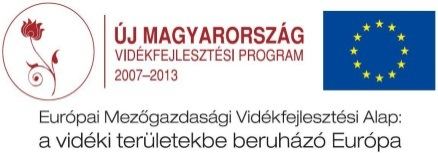 ÚJ MAGYARORSZÁG
VIDÉKFEJLESZTÉSI PROGRAM
2007–2013
Európai Mezőgazdasági Vidékfejlesztési Alap:
a vidéki területekbe beruházó Európa